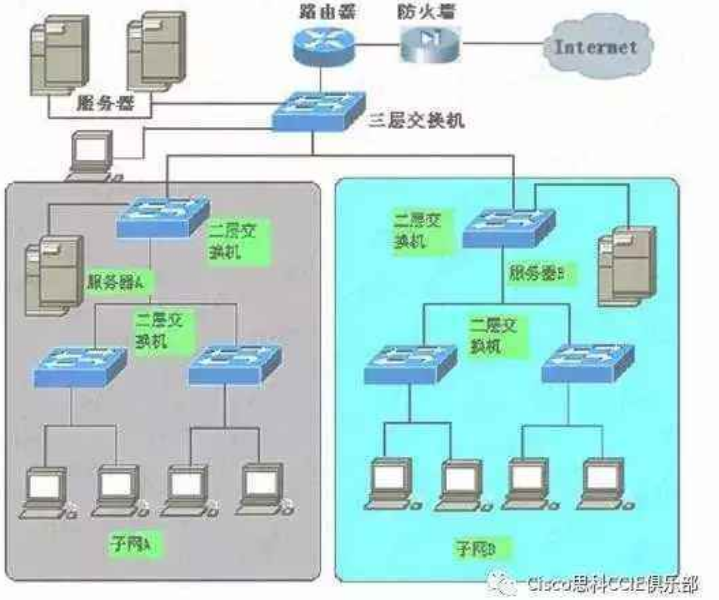 路由器
防火墙
Internet
服务器
三层交换机
二层交
换机
服务器A
二层交
换机
子网A
二层交
换机
服务器B
二层交
换机
子网B
Cisco思科CCIE俱乐部